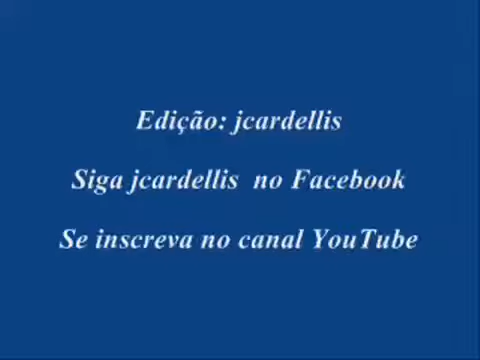 Edição: jcardellis
Siga jcardellis no Facebook
Se inscreva no canal YouTube